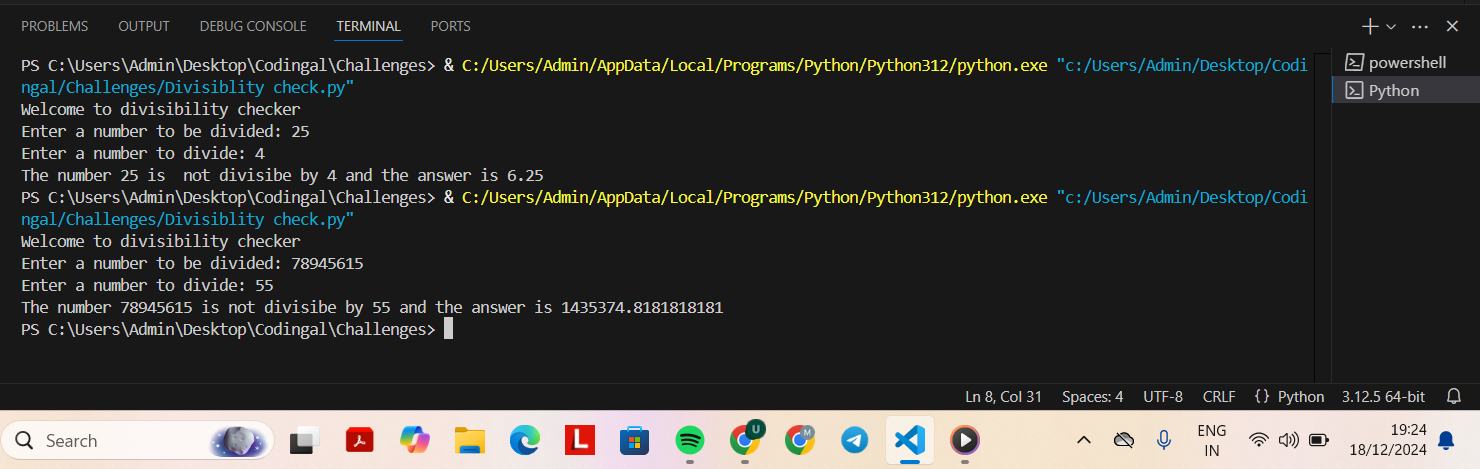 PROBLEMS OUTPUT DEBUG CONSOLE TERMINAL PORTS
PS C:\Users\Admin\Desktop\Codingal\Challenges> & C:/Users/Admin/AppData/Local/Programs/Python/Python312/python.exe "c:/Users/Admin/Desktop/Codi
ngal/Challenges/Divisiblity check.py"
Welcome to divisibility checker
Enter a number to be divided: 25
Enter a number to divide: 4
The number 25 is  not divisibe by 4 and the answer is 6.25
PS C:\Users\Admin\Desktop\Codingal\Challenges> & C:/Users/Admin/AppData/Local/Programs/Python/Python312/python.exe "c:/Users/Admin/Desktop/Codi
ngal/Challenges/Divisiblity check.py"
Welcome to divisibility checker
Enter a number to be divided: 78945615
Enter a number to divide: 55
The number 78945615 is not divisibe by 55 and the answer is 1435374.8181818181
PS C:\Users\Admin\Desktop\Codingal\Challenges>
powershell
Python
Ln 8, Col 31 Spaces: 4 UTF-8 CRLF {} Python 3.12.5 64-bit
Search
L
U
M
ENG
IN
19:24
18/12/2024